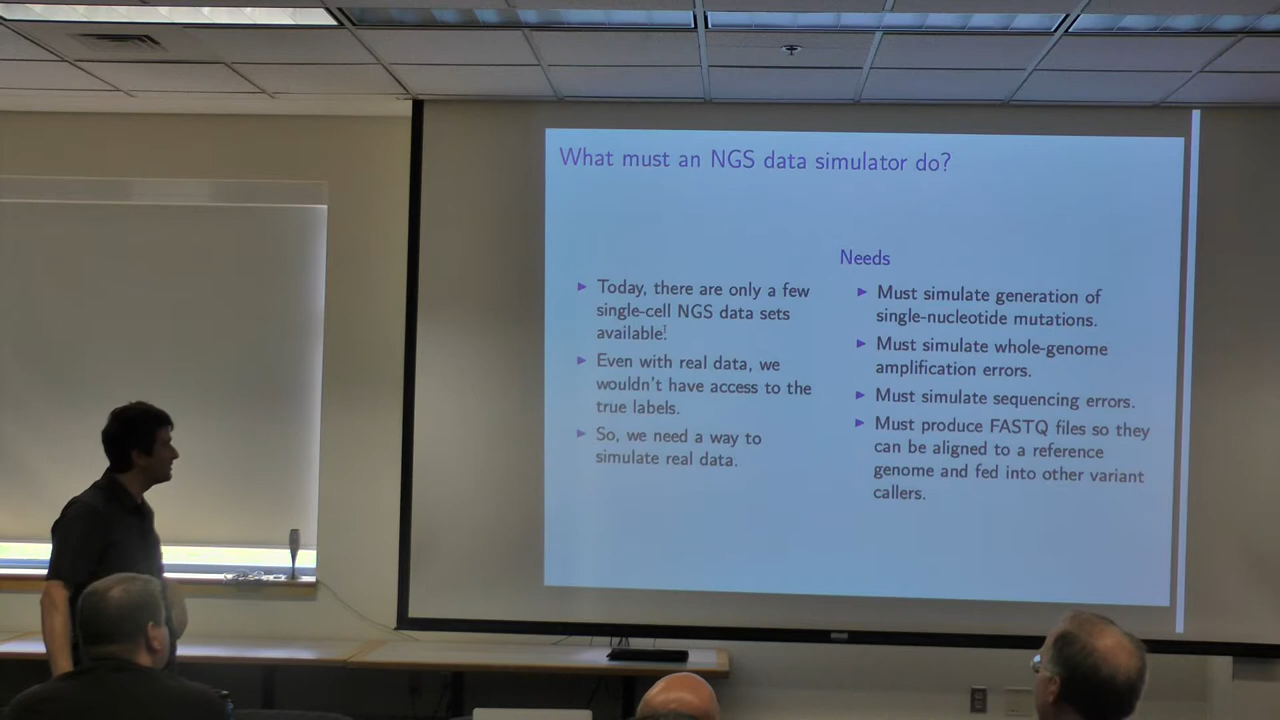 What must an NGS data simulator do?
Today, there are only a few
single-cell NGS data sets
available!
Even with real data, we
wouldn't have access to the
true labels.
So, we need a way to
simulate real data.
Needs
Must simulate generation of
single-nucleotide mutations.
Must simulate whole-genome
amplification errors.
Must simulate sequencing errors.
Must produce FASTQ files so they
can be aligned to a reference
genome and fed into other variant
callers.